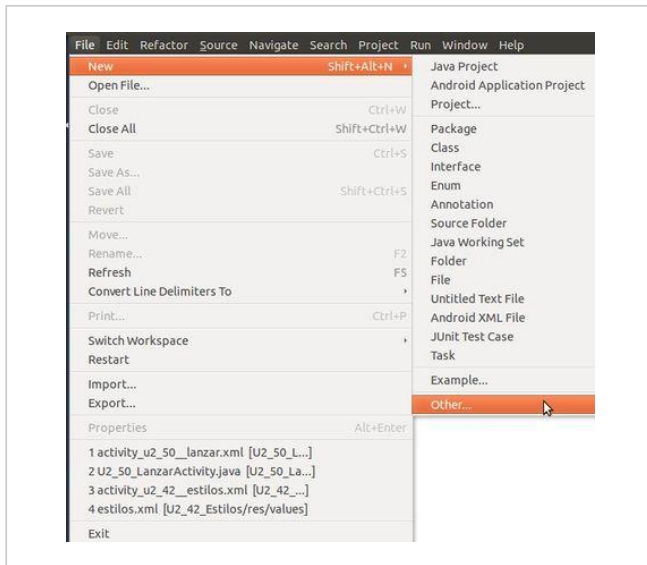 File Edit Refactor Source Navigate Search Project Run Window Help
New Shift+Alt+N
Open File...
Close Ctrl+W
Close All Shift+Ctrl+W
Save Ctrl+S
Save As...
Save All Shift+Ctrl+S
Revert
Move...
Rename... F2
Refresh F5
Convert Line Delimiters To
Print... Ctrl+P
Switch Workspace
Restart
Import...
Export...
Properties Alt+Enter
1 activity_u2_50__lanzar.xml [U2_50_L...]
2 U2_50_LanzarActivity.java [U2_50_La...]
3 activity_u2_42__estilos.xml [U2_42_...]
4 estilos.xml [U2_42_Estilos/res/values]
Exit
Java Project
Android Application Project
Project...
Package
Class
Interface
Enum
Annotation
Source Folder
Java Working Set
Folder
File
Untitled Text File
Android XML File
JUnit Test Case
Task
Example...
Other...